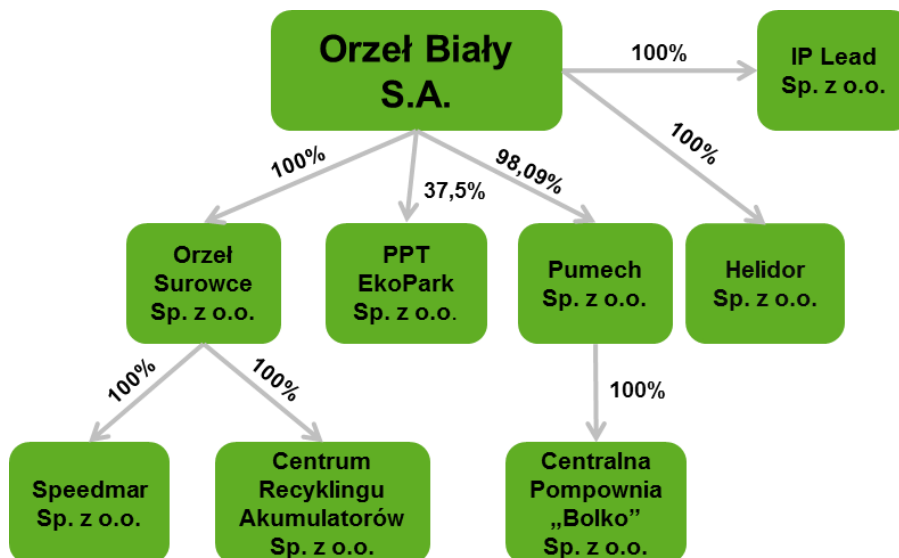 Orzeł Biały
S.A.
100%
IP Lead
Sp. z o.o.
100%
98,09%
100%
37,5%
Orzeł
Surowce
Sp. z o.o.
PPT
EkoPark
Sp. z o.o.
Pumech
Sp. z o.o.
Helidor
Sp. z o.o.
100%
100%
100%
Speedmar
Sp. z o.o.
Centrum
Recyklingu
Akumulatorów
Sp. z o.o.
Centralna
Pompownia
„Bolko”
Sp. z o.o.